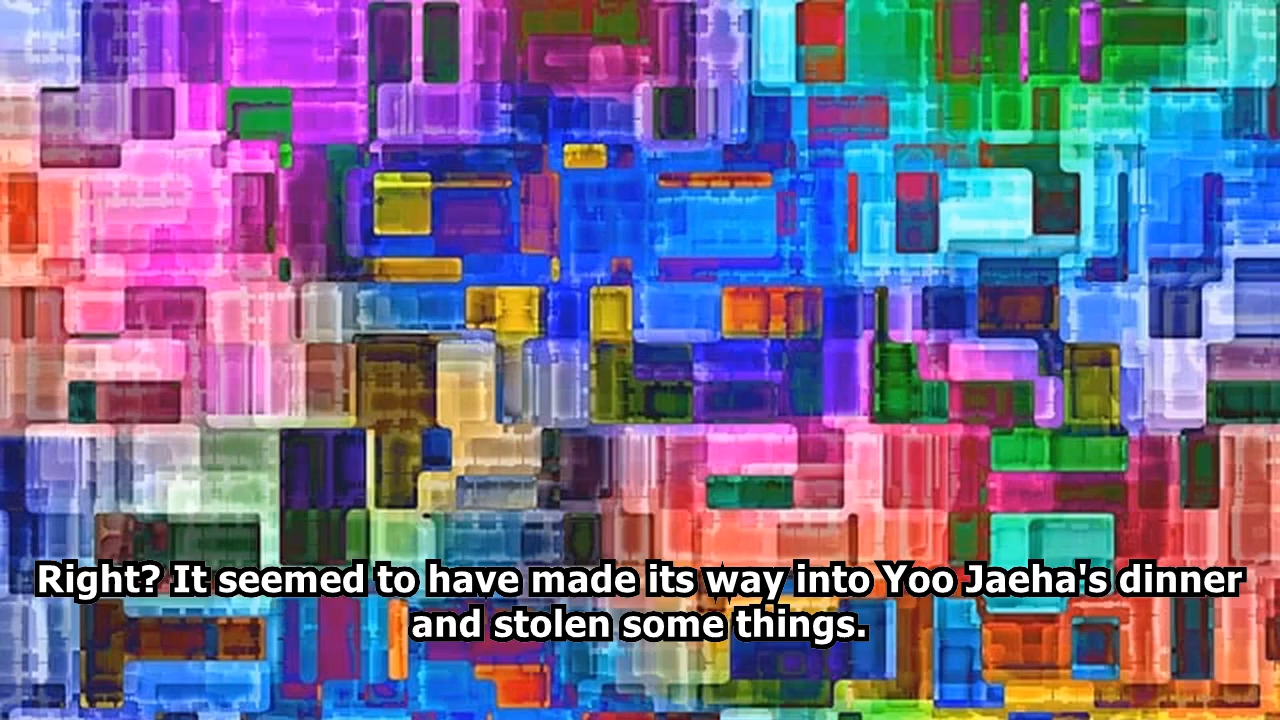 Right? It seemed to have made its way into Yoo Jaeha's dinner
and stolen some things.